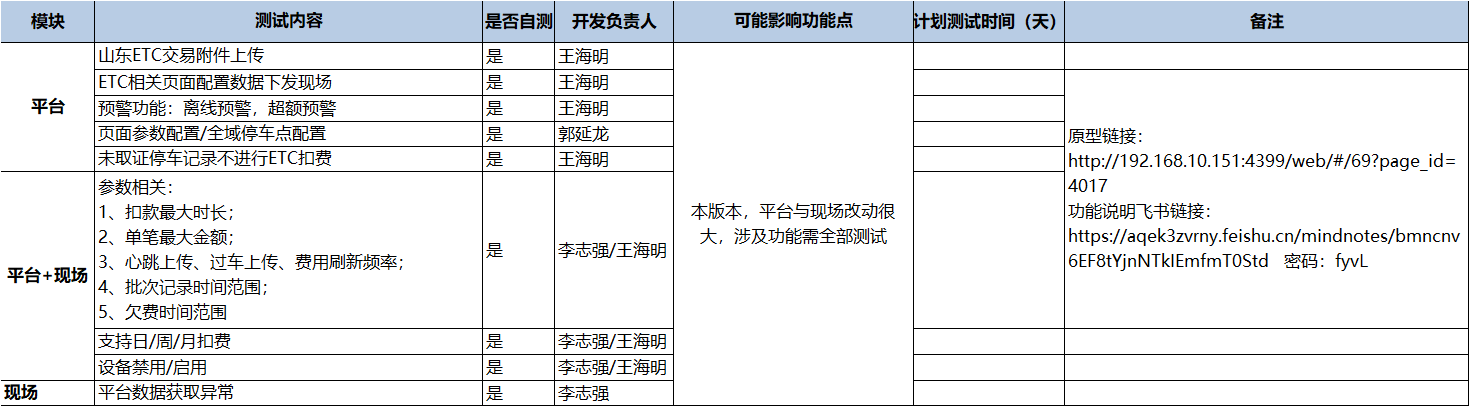 模块 测试内容 是否自测 开发负责人 可能影响功能点 计划测试时间（天） 备注
平台
山东ETC交易附件上传 是 王海明
ETC相关页面配置数据下发现场 是 王海明
预警功能：离线预警，超额预警 是 王海明
页面参数配置/全域停车点配置 是 郭延龙
未取证停车记录不进行ETC扣费 是 王海明
平台+现场
参数相关：
1、扣款最大时长；
2、单笔最大金额；
3、心跳上传、过车上传、费用刷新频率；
4、批次记录时间范围；
5、欠费时间范围
是 李志强/王海明
支持日/周/月扣费 是 李志强/王海明
设备禁用/启用 是 李志强/王海明
现场 平台数据获取异常 是 李志强
本版本，平台与现场改动很
大，涉及功能需全部测试
原型链接：
http://192.168.10.151:4399/web/#/69?page_id=
4017
功能说明飞书链接：
https://aqek3zvrny.feishu.cn/mindnotes/bmncnv
6EF8tYjnNTklEmfmT0Std 密码：fyvL